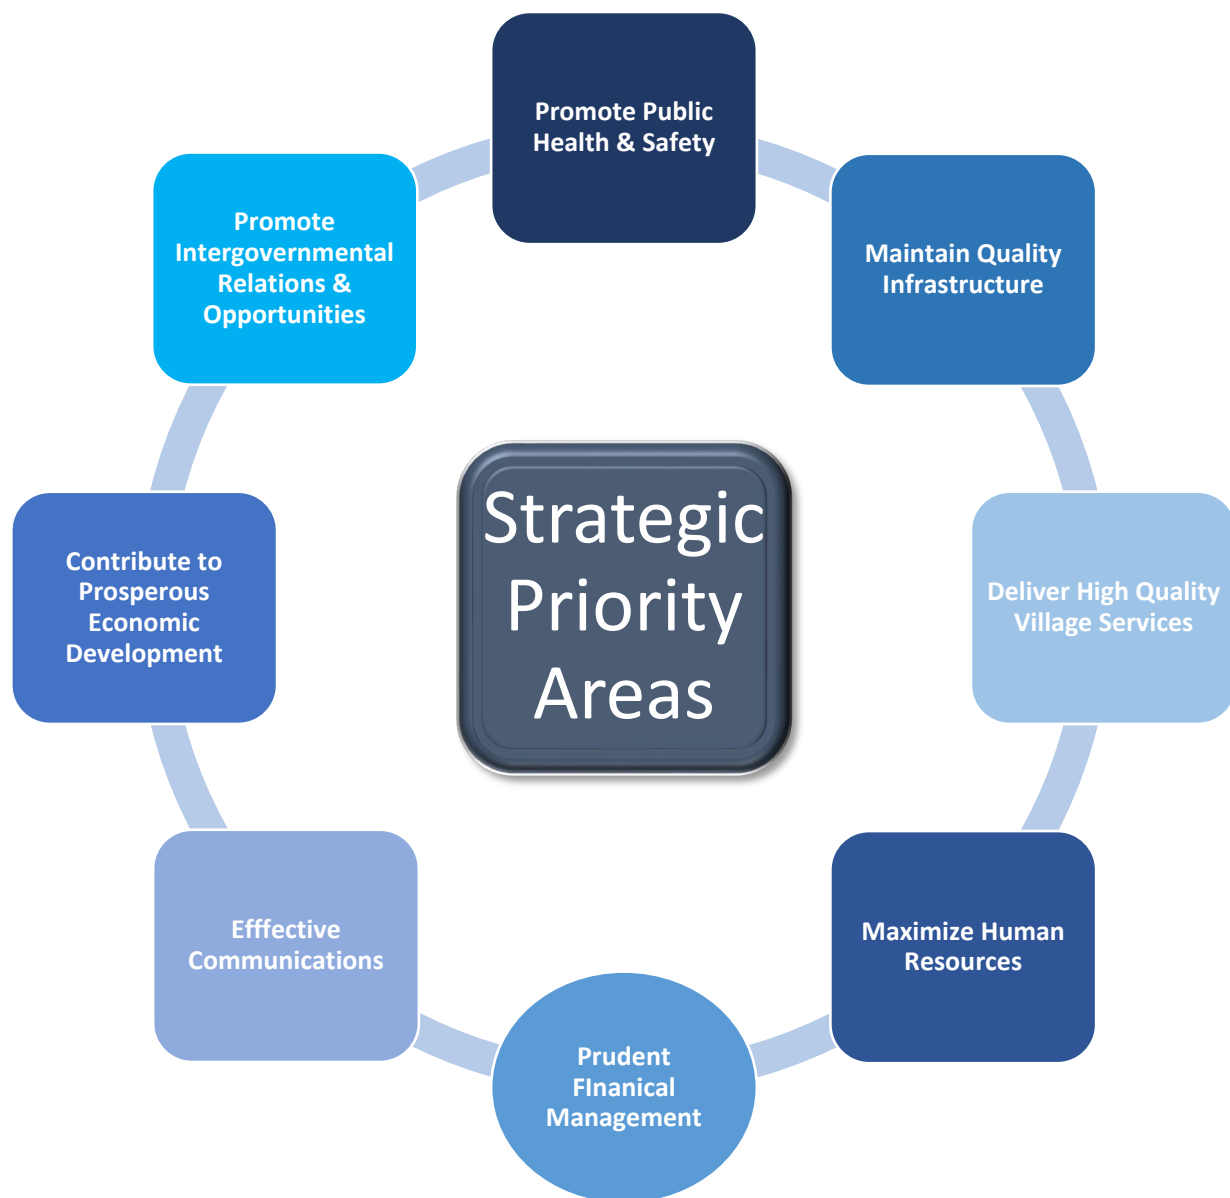 Promote Public
Health & Safety
Maintain Quality
Infrastructure
Deliver High Quality
Village Services
Maximize Human
Resources
Prudent
FInanical
Management
Efffective
Communications
Contribute to
Prosperous
Economic
Development
Promote
Intergovernmental
Relations &
Opportunities
Strategic
Priority
Areas